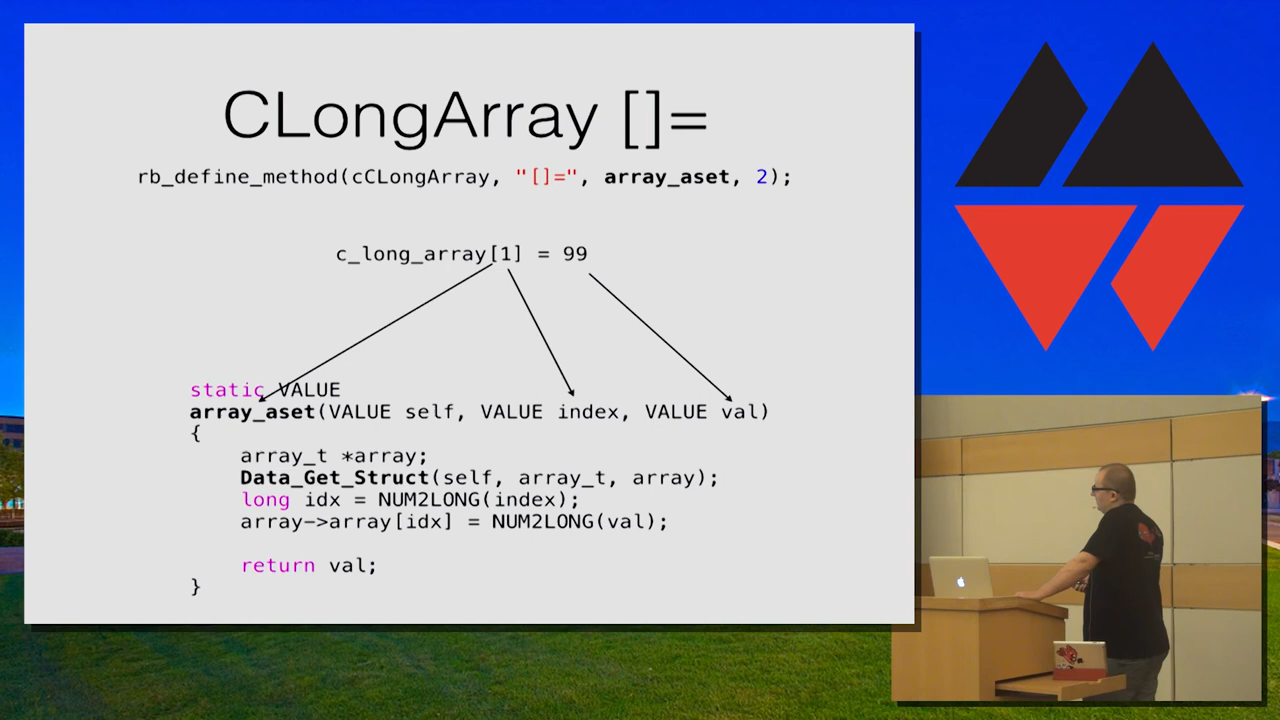 CLongArray []=
rb_define_method(cCLongArray, "[]=", array_aset, 2);
c_long_array[1] = 99
static VALUE
array_aset(VALUE self, VALUE index, VALUE val)
{
    array_t *array;
    Data_Get_Struct(self, array_t, array);
    long idx = NUM2LONG(index);
    array->array[idx] = NUM2LONG(val);
    return val;
}